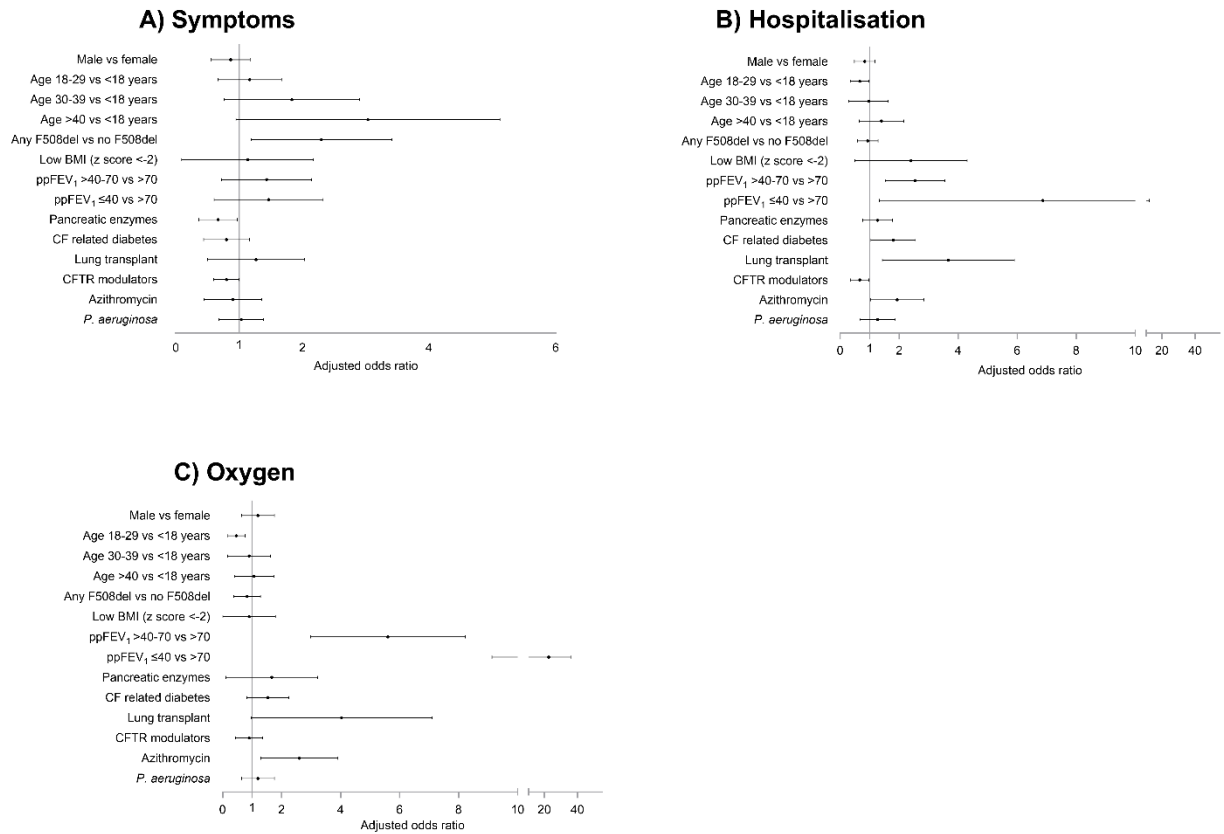 A) Symptoms
Male vs female
Age 18-29 vs <18 years
Age 30-39 vs <18 years
Age >40 vs <18 years
Any F508del vs no F508del
Low BMI (z score <-2)
ppFEV₁ >40-70 vs >70
ppFEV₁ ≤40 vs >70
Pancreatic enzymes
CF related diabetes
Lung transplant
CFTR modulators
Azithromycin
P. aeruginosa
0 1 2 4 6
Adjusted odds ratio
B) Hospitalisation
Male vs female
Age 18-29 vs <18 years
Age 30-39 vs <18 years
Age >40 vs <18 years
Any F508del vs no F508del
Low BMI (z score <-2)
ppFEV₁ >40-70 vs >70
ppFEV₁ ≤40 vs >70
Pancreatic enzymes
CF related diabetes
Lung transplant
CFTR modulators
Azithromycin
P. aeruginosa
0 1 2 4 6 8 10 20 40
Adjusted odds ratio
C) Oxygen
Male vs female
Age 18-29 vs <18 years
Age 30-39 vs <18 years
Age >40 vs <18 years
Any F508del vs no F508del
Low BMI (z score <-2)
ppFEV₁ >40-70 vs >70
ppFEV₁ ≤40 vs >70
Pancreatic enzymes
CF related diabetes
Lung transplant
CFTR modulators
Azithromycin
P. aeruginosa
0 1 2 4 6 8 10 20 40
Adjusted odds ratio